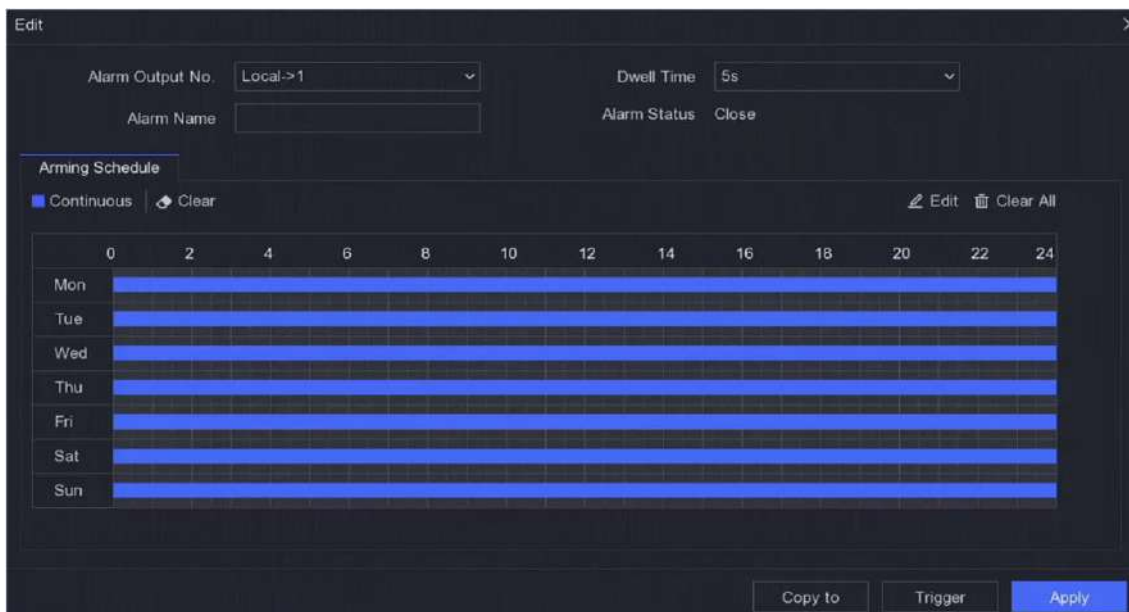 Edit
Alarm Output No. Local->1 Dwell Time 5s
Alarm Name Alarm Status Close
Arming Schedule
Continuous Clear Edit Clear All
0 2 4 6 8 10 12 14 16 18 20 22 24
Mon
Tue
Wed
Thu
Fri
Sat
Sun
Copy to Trigger Apply